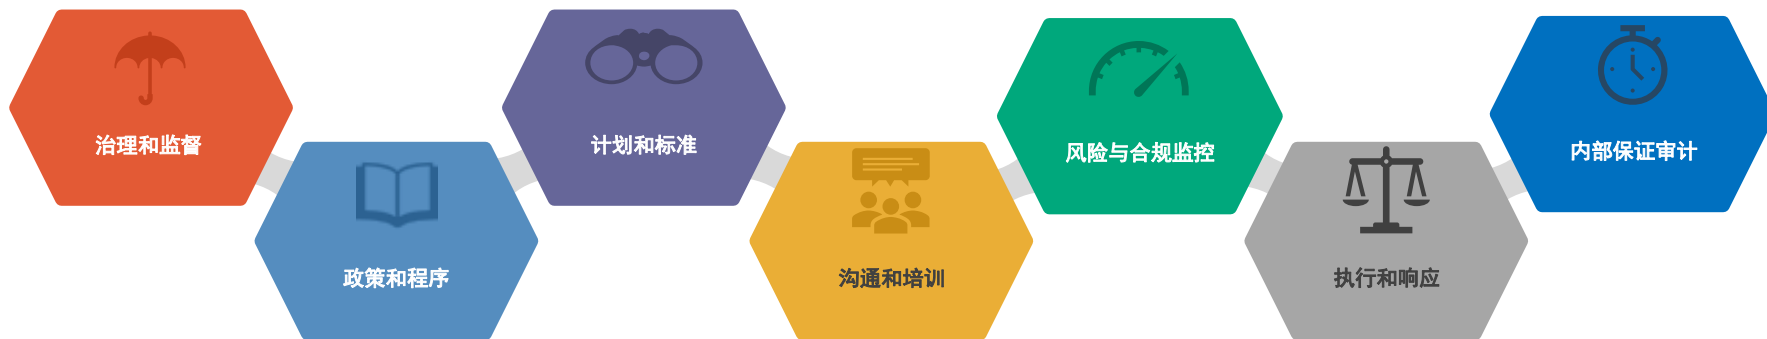 治理和监督
政策和程序
计划和标准
沟通和培训
风险与合规监控
执行和响应
内部保证审计